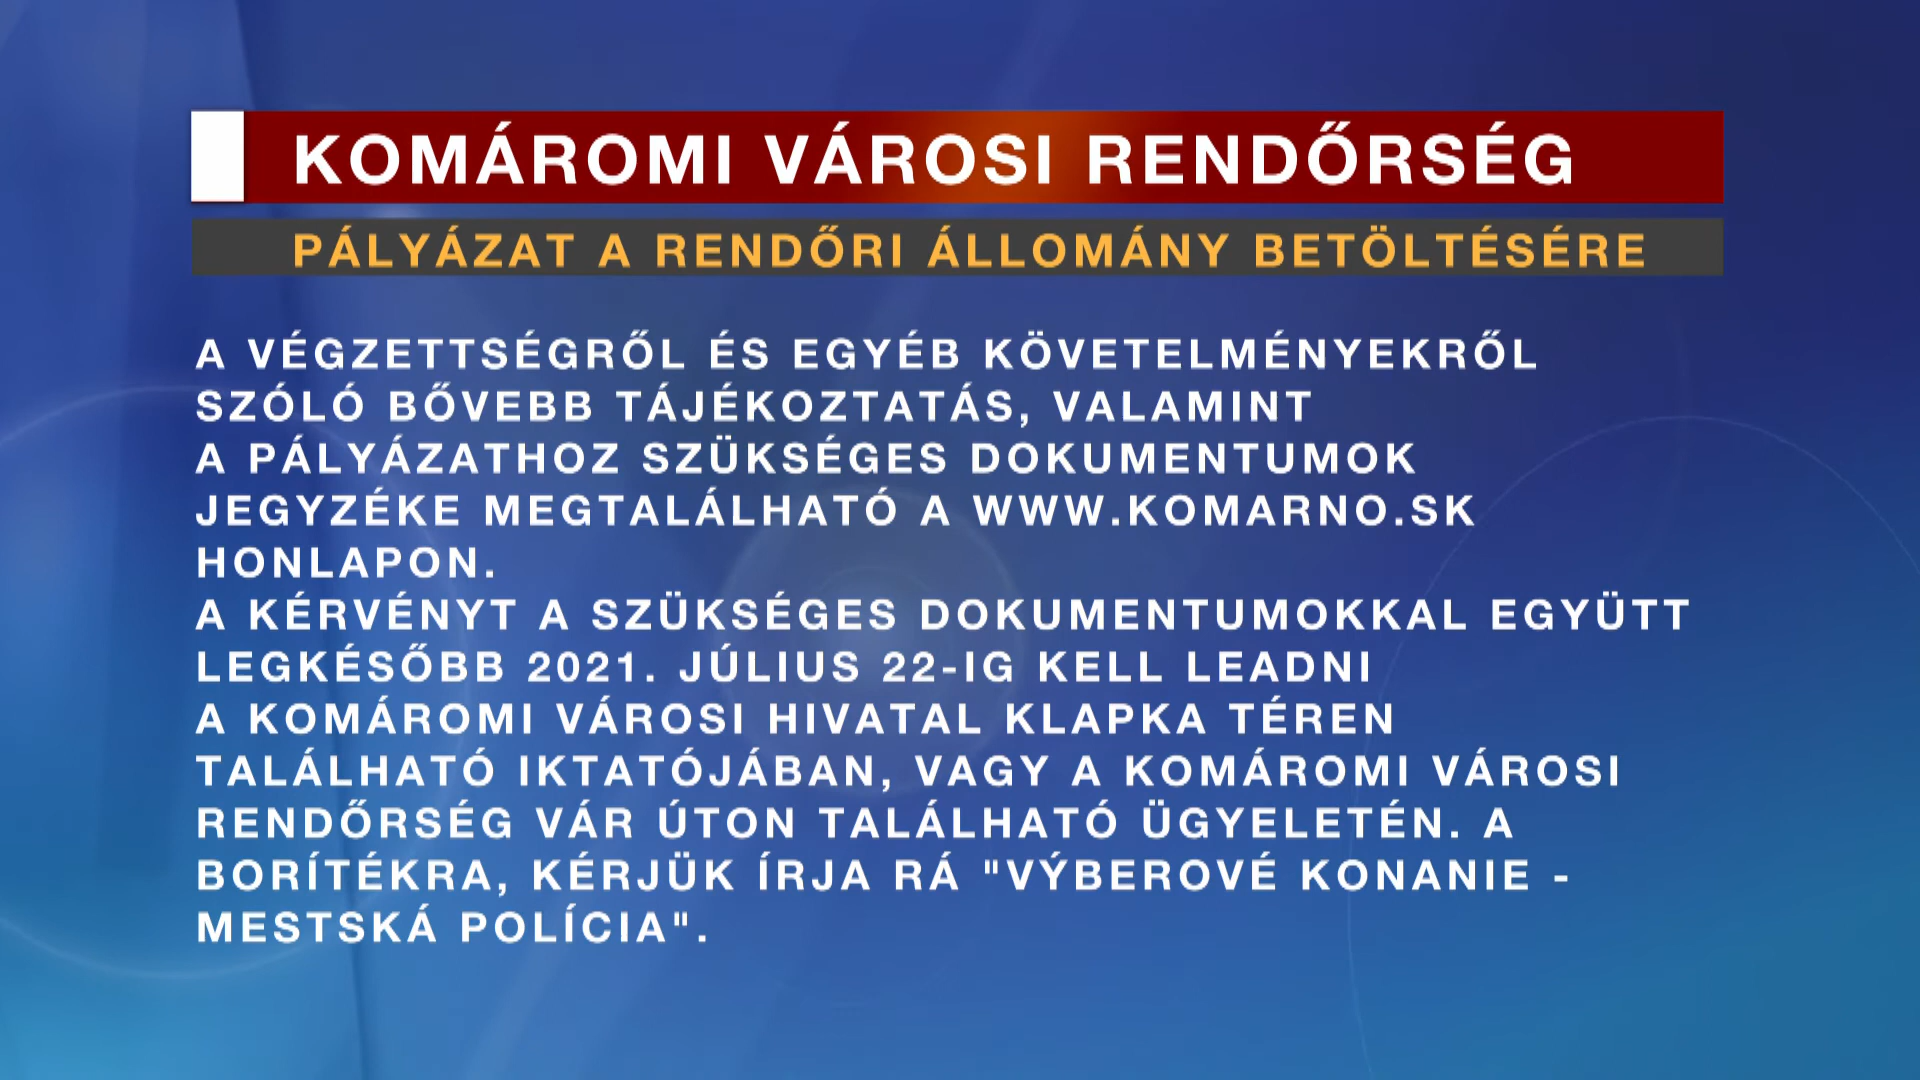 KOMÁROMI VÁROSI RENDŐRSÉG
PÁLYÁZAT A RENDŐRI ÁLLOMÁNY BETÖLTÉSÉRE
A VÉGZETTSÉGRŐL ÉS EGYÉB KÖVETELMÉNYEKRŐL
SZÓLÓ BŐVEBB TÁJÉKOZTATÁS, VALAMINT
A PÁLYÁZATHOZ SZÜKSÉGES DOKUMENTUMOK
JEGYZÉKE MEGTALÁLHATÓ A WWW.KOMARNO.SK
HONLAPON.
A KÉRVÉNYT A SZÜKSÉGES DOKUMENTUMOKKAL EGYÜTT
LEGKÉSŐBB 2021. JÚLIUS 22-IG KELL LEADNI
A KOMÁROMI VÁROSI HIVATAL KLAPKA TÉREN
TALÁLHATÓ IKTATÓJÁBAN, VAGY A KOMÁROMI VÁROSI
RENDŐRSÉG VÁR ÚTON TALÁLHATÓ ÜGYELETÉN. A
BORÍTÉKRA, KÉRJÜK ÍRJA RÁ "VÝBEROVÉ KONANIE -
MESTSKÁ POLÍCIA".